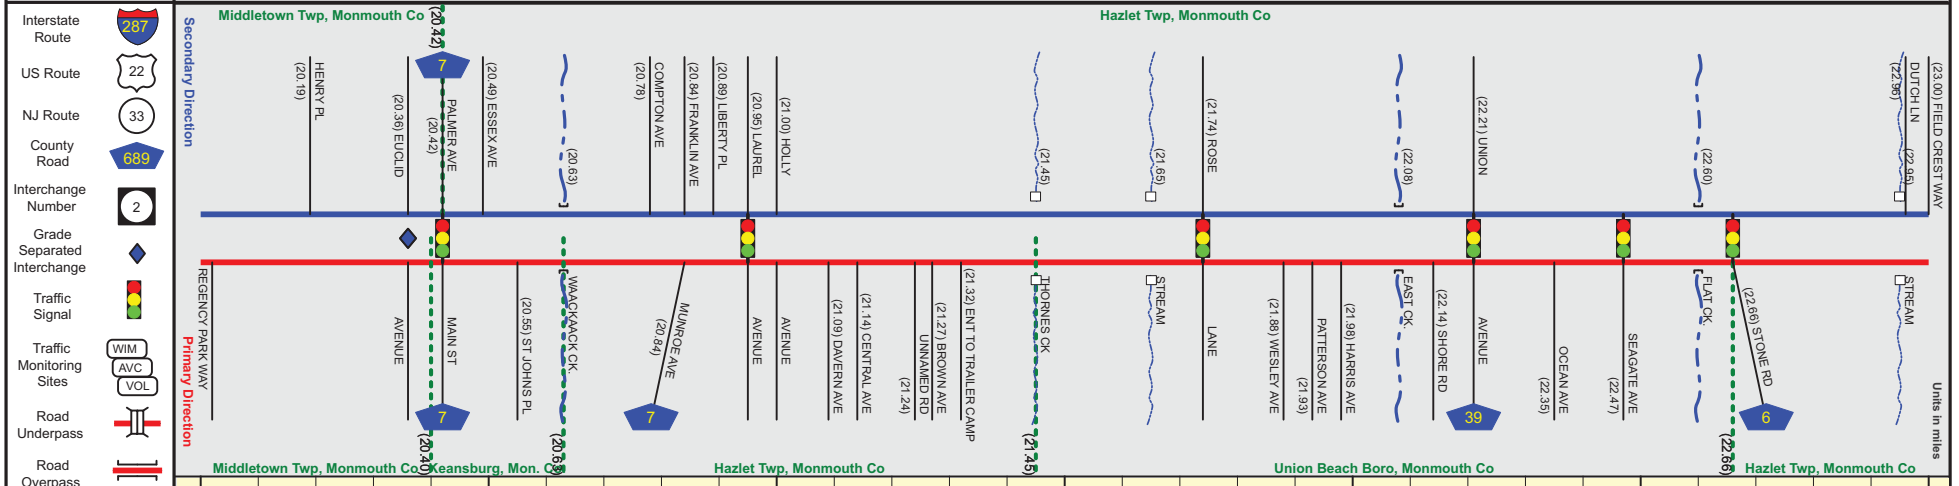 Interstate
Route
287
US Route
22
NJ Route
33
County
Road
689
Interchange
Number
2
Grade
Separated
Interchange
Traffic
Signal
Traffic
Monitoring
Sites
WIM
AVC
VOL
Road
Underpass
Road
Overpass
Secondary Direction
Primary Direction
Units in miles
Middletown Twp, Monmouth Co
Hazlet Twp, Monmouth Co
(20.42)
7
HENRY PL
(20.19)
(20.36) EUCLID
PALMER AVE
(20.42)
(20.49) ESSEX AVE
(20.63)
COMPTON AVE
(20.78)
(20.84) FRANKLIN AVE
(20.89) LIBERTY PL
(20.95) LAUREL
(21.00) HOLLY
(21.45)
(21.65)
(21.74) ROSE
(22.08)
(22.21) UNION
(22.60)
(22.96)
DUTCH LN
(22.95)
(23.00) FIELD CREST WAY
REGENCY PARK WAY
AVENUE
MAIN ST
7
(20.55) ST JOHNS PL
WAACKAACK CK.
MUNROE AVE
(20.84)
7
AVENUE
AVENUE
(21.09) DAVERN AVE
(21.14) CENTRAL AVE
UNNAMED RD
(21.24)
(21.27) BROWN AVE
(21.32) ENT TO TRAILER CAMP
THORNES CK
STREAM
LANE
(21.88) WESLEY AVE
PATTERSON AVE
(21.93)
(21.98) HARRIS AVE
EAST CK.
(22.14) SHORE RD
AVENUE
39
OCEAN AVE
(22.35)
SEAGATE AVE
(22.47)
FLAT CK.
(22.66) STONE RD
6
STREAM
(20.40)
(20.63)
(21.45)
(22.66)
Middletown Twp, Monmouth Co
Keansburg, Mon. Co
Hazlet Twp, Monmouth Co
Union Beach Boro, Monmouth Co
Hazlet Twp, Monmouth Co